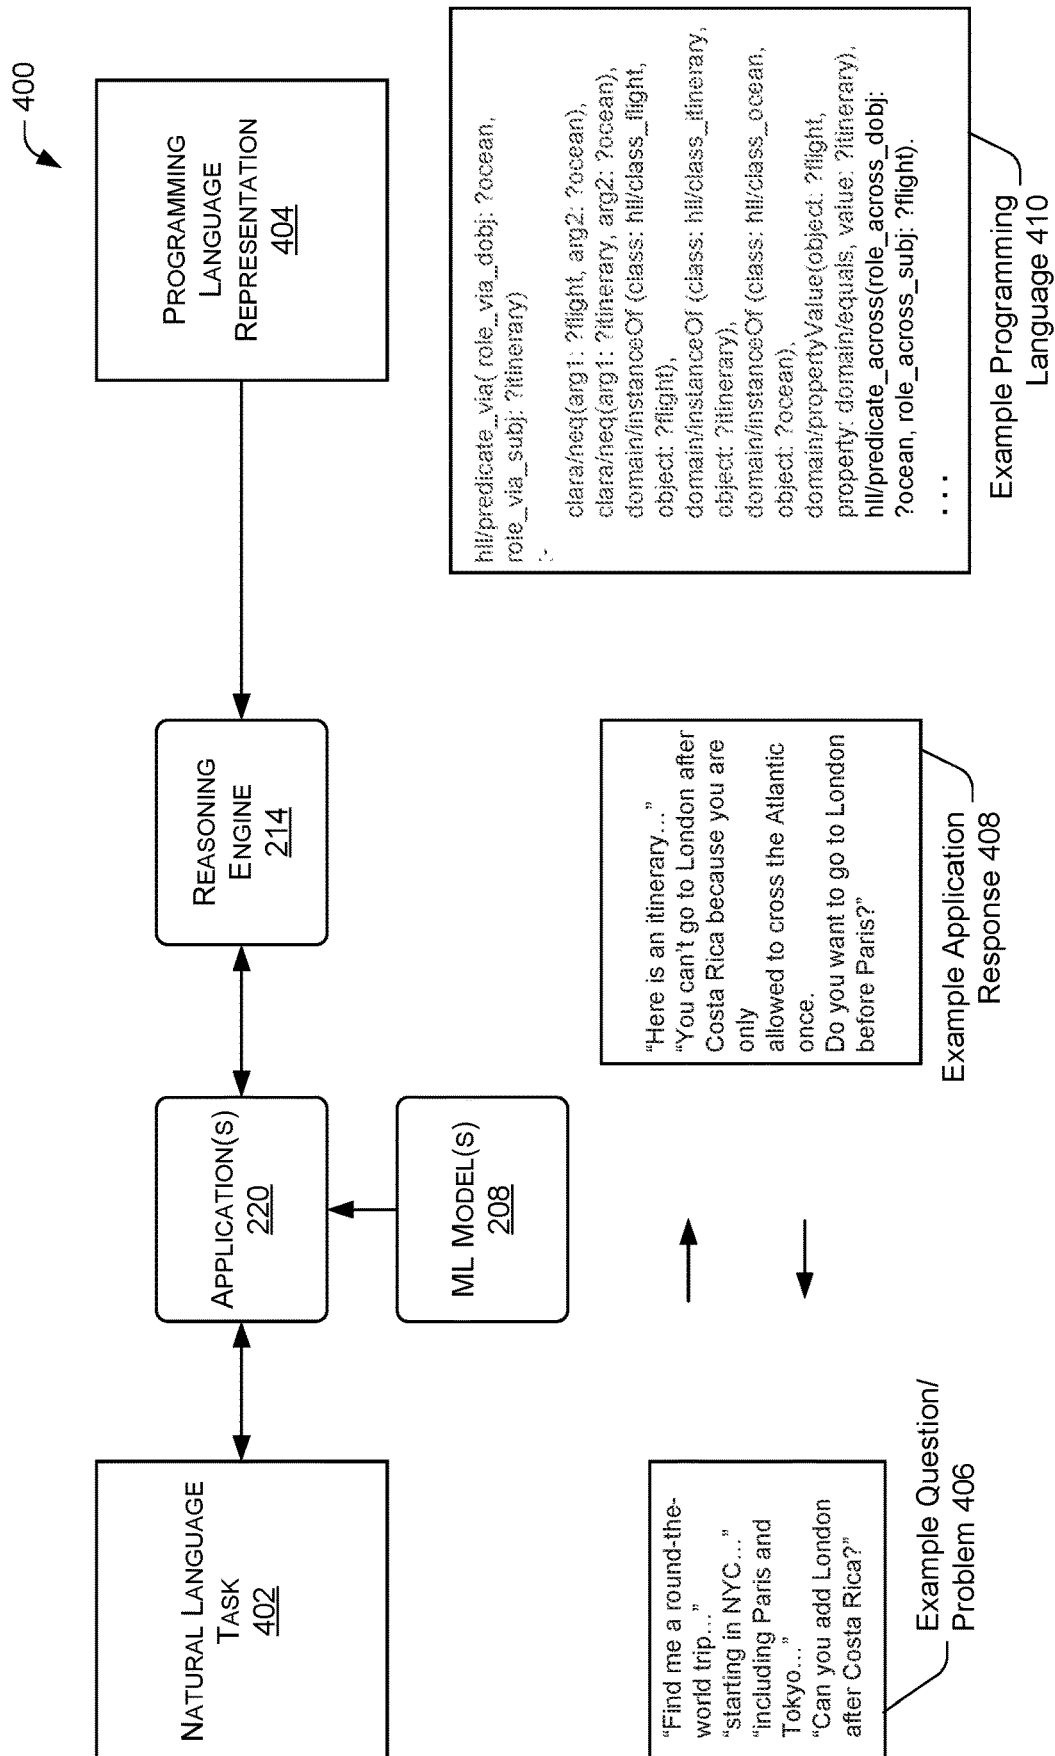 400
NATURAL LANGUAGE
TASK
402
APPLICATION(S)
220
ML MODEL(S)
208
REASONING
ENGINE
214
PROGRAMMING
LANGUAGE
REPRESENTATION
404
“Find me a round-the-
world trip...”
“starting in NYC...”
“including Paris and
Tokyo...”
“Can you add London
after Costa Rica?”
Example Question/
Problem 406
“Here is an itinerary...”
“You can't go to London after
Costa Rica because you are
only
allowed to cross the Atlantic
once.
Do you want to go to London
before Paris?”
Example Application
Response 408
hll/predicate_via( role_via_dobj: ?ocean,
role_via_subj: ?itinerary)
:-
clara/neq(arg1: ?flight, arg2: ?ocean),
clara/neq(arg1: ?itinerary, arg2: ?ocean),
domain/instanceOf (class: hll/class_flight,
object: ?flight),
domain/instanceOf (class: hll/class_itinerary,
object: ?itinerary),
domain/instanceOf (class: hll/class_ocean,
object: ?ocean),
domain/propertyValue(object: ?flight,
property: domain/equals, value: ?itinerary),
hll/predicate_across(role_across_dobj:
?ocean, role_across_subj: ?flight).
...
Example Programming
Language 410